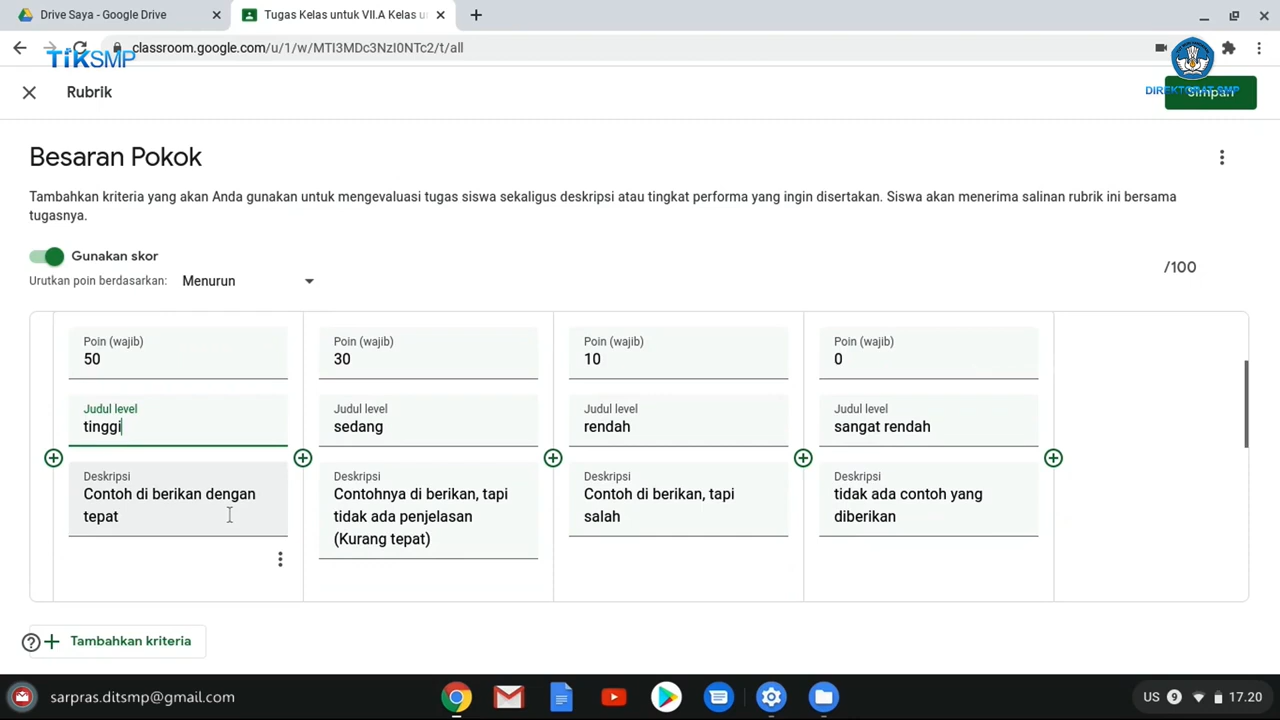 Drive Saya - Google Drive
Tugas Kelas untuk VII.A Kelas u
classroom.google.com/u/1/w/MTI3MDc3NzI0NTc2/t/all
TikSMP
DIREKTORAT SMP
Rubrik
Simpan
Besaran Pokok
Tambahkan kriteria yang akan Anda gunakan untuk mengevaluasi tugas siswa sekaligus deskripsi atau tingkat performa yang ingin disertakan. Siswa akan menerima salinan rubrik ini bersama
tugasnya.
Gunakan skor
Urutkan poin berdasarkan: Menurun
/100
Poin (wajib)
50
Judul level
tinggi
Deskripsi
Contoh di berikan dengan
tepat
Poin (wajib)
30
Judul level
sedang
Deskripsi
Contohnya di berikan, tapi
tidak ada penjelasan
(Kurang tepat)
Poin (wajib)
10
Judul level
rendah
Deskripsi
Contoh di berikan, tapi
salah
Poin (wajib)
0
Judul level
sangat rendah
Deskripsi
tidak ada contoh yang
diberikan
Tambahkan kriteria
sarpras.ditsmp@gmail.com
US 9 17.20